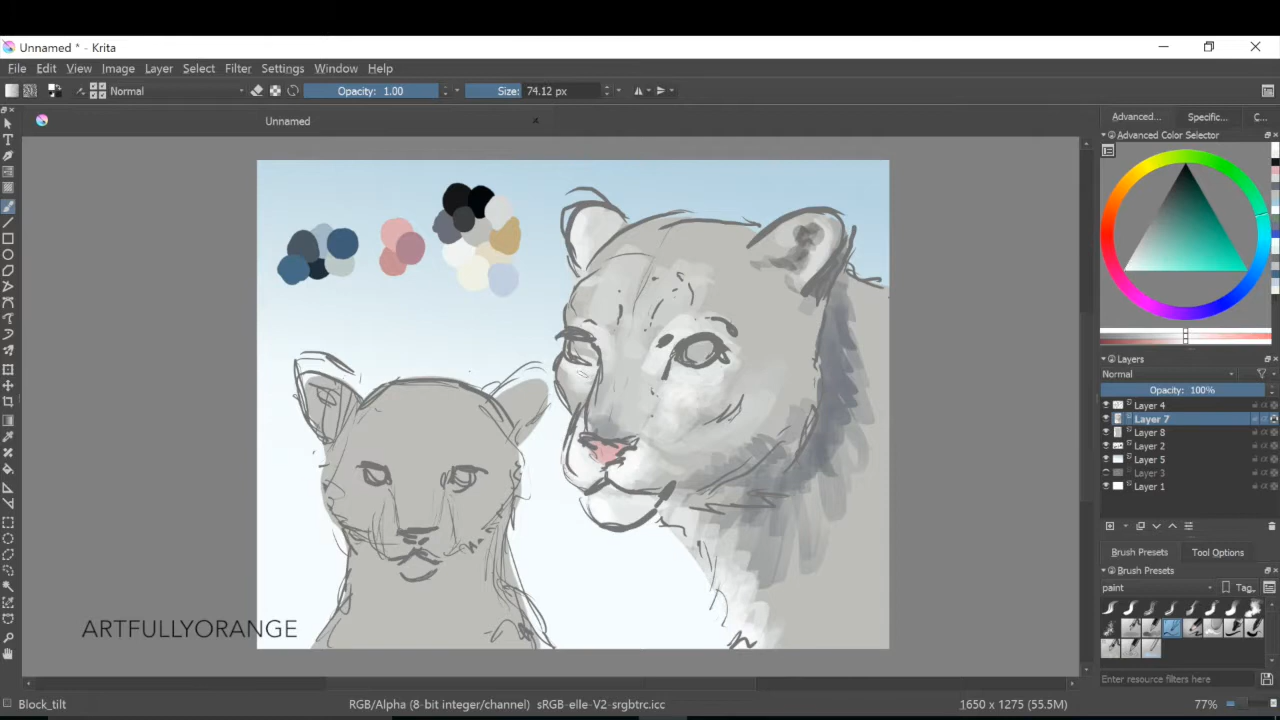 Unnamed * - Krita
File Edit View Image Layer Select Filter Settings Window Help
Normal Opacity: 1.00 Size: 74.12 px
Unnamed
Advanced... Specific... C...
Advanced Color Selector
Layers
Normal
Opacity: 100%
Layer 4
Layer 7
Layer 8
Layer 2
Layer 5
Layer 3
Layer 1
Brush Presets Tool Options
Brush Presets
paint Tag
Enter resource filters here
ARTFULLYORANGE
Block_tilt RGB/Alpha (8-bit integer/channel) sRGB-elle-V2-srgbtrc.icc 1650 x 1275 (55.5M) 77%